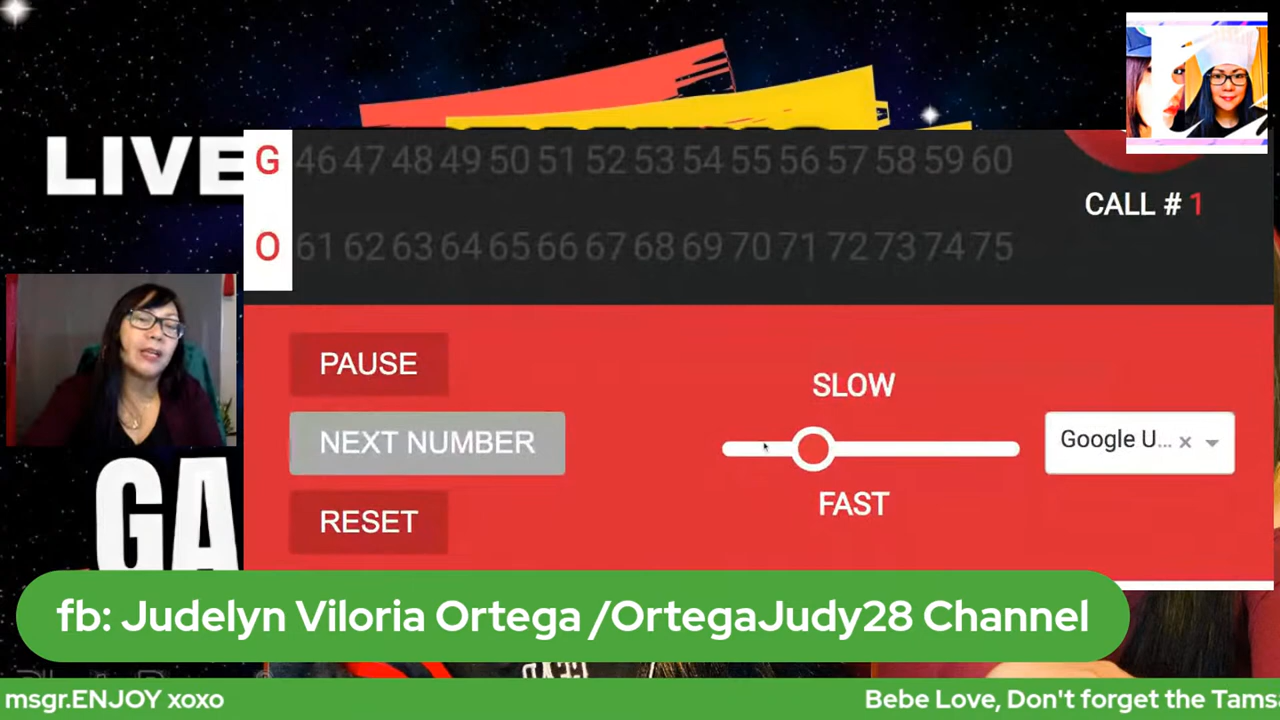 LIVE
G 46 47 48 49 50 51 52 53 54 55 56 57 58 59 60
CALL # 1
O 61 62 63 64 65 66 67 68 69 70 71 72 73 74 75
PAUSE
SLOW
NEXT NUMBER
Google U... ×
FAST
RESET
GA
fb: Judelyn Viloria Ortega /OrtegaJudy28 Channel
msgr.ENJOY xoxo
Bebe Love, Don't forget the Tams